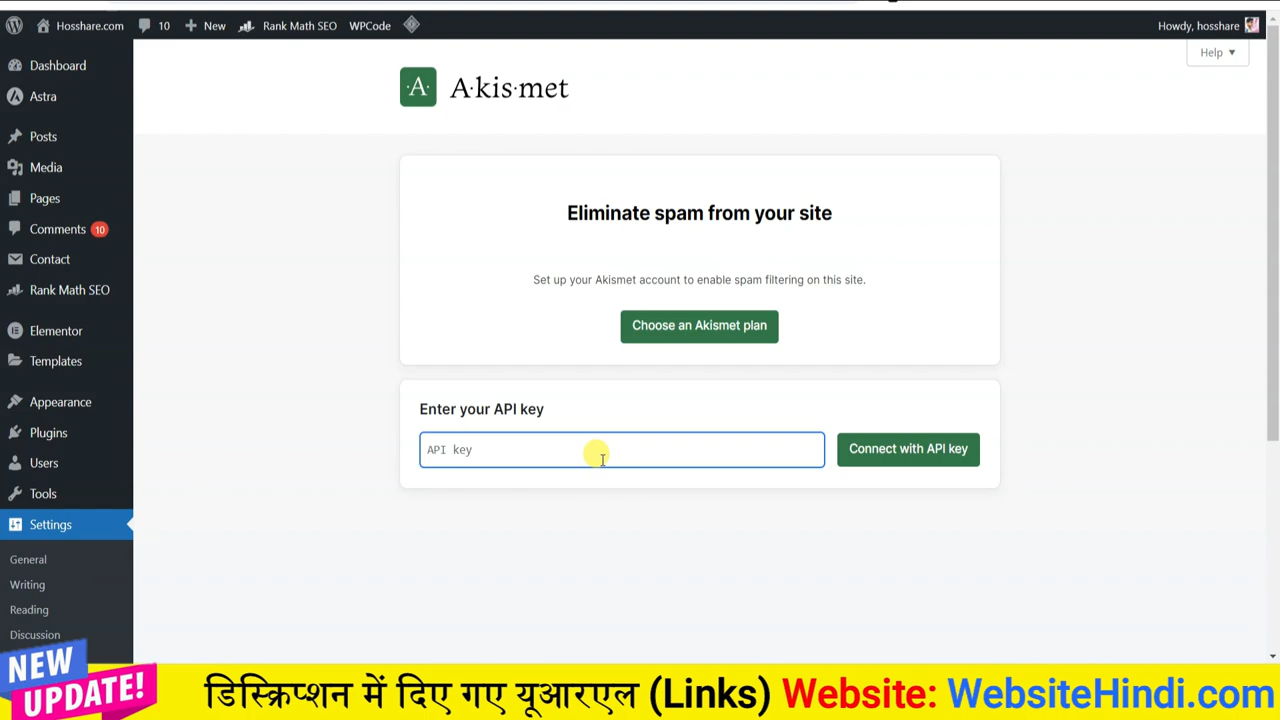 Hosshare.com 10 New Rank Math SEO WPCode Howdy, hosshare
Help ▼
Dashboard
Astra
Posts
Media
Pages
Comments 10
Contact
Rank Math SEO
Elementor
Templates
Appearance
Plugins
Users
Tools
Settings
General
Writing
Reading
Discussion
·A· A·kis·met
Eliminate spam from your site
Set up your Akismet account to enable spam filtering on this site.
Choose an Akismet plan
Enter your API key
API key
Connect with API key
NEW
UPDATE!
डिस्क्रिप्शन में दिए गए यूआरएल (Links) Website: WebsiteHindi.com